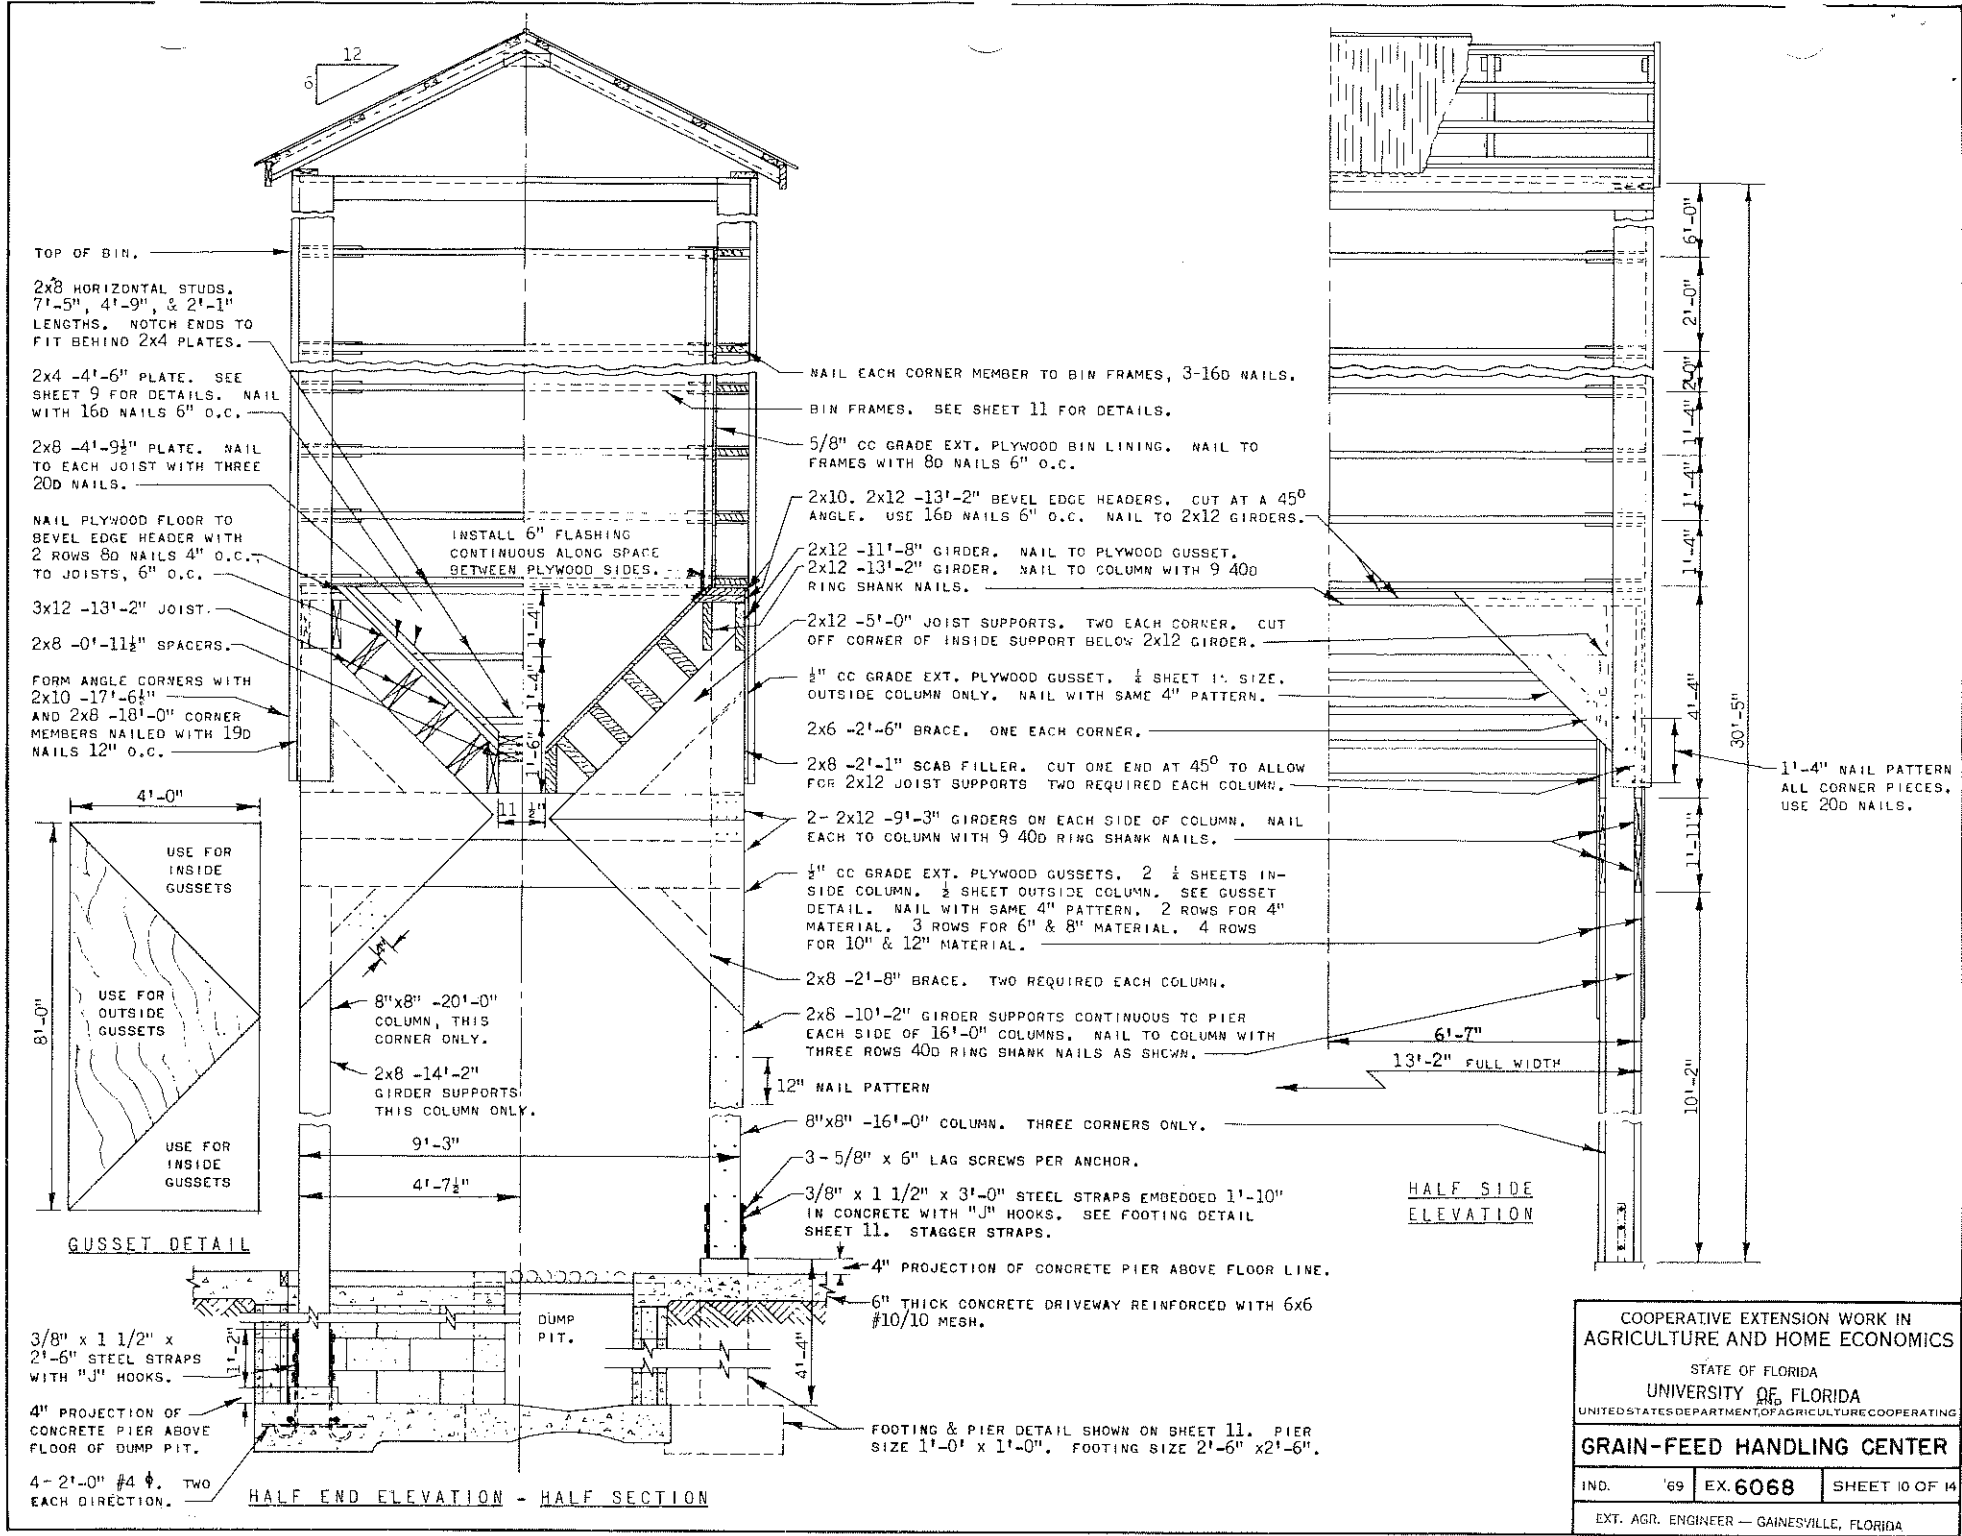 12
6
TOP OF BIN.
2x8 HORIZONTAL STUDS.
7'-5", 4'-9", & 2'-1"
LENGTHS. NOTCH ENDS TO
FIT BEHIND 2x4 PLATES.
2x4 -4'-6" PLATE. SEE
SHEET 9 FOR DETAILS. NAIL
WITH 16D NAILS 6" O.C.
2x8 -4'-9½" PLATE. NAIL
TO EACH JOIST WITH THREE
20D NAILS.
NAIL PLYWOOD FLOOR TO
BEVEL EDGE HEADER WITH
2 ROWS 8D NAILS 4" O.C.,
TO JOISTS, 6" O.C.
3x12 -13'-2" JOIST.
2x8 -0'-11½" SPACERS.
FORM ANGLE CORNERS WITH
2x10 -17'-6½"
AND 2x8 -18'-0" CORNER
MEMBERS NAILED WITH 19D
NAILS 12" O.C.
INSTALL 6" FLASHING
CONTINUOUS ALONG SPACE
BETWEEN PLYWOOD SIDES.
1'-4"
1'-4"
1'-6"
11 ½"
4"
4'-0"
8'-0"
USE FOR
INSIDE
GUSSETS
USE FOR
OUTSIDE
GUSSETS
USE FOR
INSIDE
GUSSETS
GUSSET DETAIL
8"x8" -20'-0"
COLUMN, THIS
CORNER ONLY.
2x8 -14'-2"
GIRDER SUPPORTS
THIS COLUMN ONLY.
9'-3"
4'-7½"
DUMP
PIT.
1'-2"
3/8" x 1 1/2" x
2'-6" STEEL STRAPS
WITH "J" HOOKS.
4" PROJECTION OF
CONCRETE PIER ABOVE
FLOOR OF DUMP PIT.
4- 2'-0" #4 ϕ. TWO
EACH DIRECTION.
HALF END ELEVATION - HALF SECTION
NAIL EACH CORNER MEMBER TO BIN FRAMES, 3-16D NAILS.
BIN FRAMES. SEE SHEET 11 FOR DETAILS.
5/8" CC GRADE EXT. PLYWOOD BIN LINING. NAIL TO
FRAMES WITH 8D NAILS 6" O.C.
2x10. 2x12 -13'-2" BEVEL EDGE HEADERS. CUT AT A 45°
ANGLE. USE 16D NAILS 6" O.C. NAIL TO 2x12 GIRDERS.
2x12 -11'-8" GIRDER. NAIL TO PLYWOOD GUSSET.
2x12 -13'-2" GIRDER. NAIL TO COLUMN WITH 9 40D
RING SHANK NAILS.
2x12 -5'-0" JOIST SUPPORTS. TWO EACH CORNER. CUT
OFF CORNER OF INSIDE SUPPORT BELOW 2x12 GIRDER.
½" CC GRADE EXT. PLYWOOD GUSSET. ¼ SHEET IN SIZE.
OUTSIDE COLUMN ONLY. NAIL WITH SAME 4" PATTERN.
2x6 -2'-6" BRACE. ONE EACH CORNER.
2x8 -2'-1" SCAB FILLER. CUT ONE END AT 45° TO ALLOW
FOR 2x12 JOIST SUPPORTS TWO REQUIRED EACH COLUMN.
2- 2x12 -9'-3" GIRDERS ON EACH SIDE OF COLUMN. NAIL
EACH TO COLUMN WITH 9 40D RING SHANK NAILS.
½" CC GRADE EXT. PLYWOOD GUSSETS. 2 ¼ SHEETS IN-
SIDE COLUMN. ½ SHEET OUTSIDE COLUMN. SEE GUSSET
DETAIL. NAIL WITH SAME 4" PATTERN. 2 ROWS FOR 4"
MATERIAL. 3 ROWS FOR 6" & 8" MATERIAL. 4 ROWS
FOR 10" & 12" MATERIAL.
2x8 -2'-8" BRACE. TWO REQUIRED EACH COLUMN.
2x8 -10'-2" GIRDER SUPPORTS CONTINUOUS TO PIER
EACH SIDE OF 16'-0" COLUMNS. NAIL TO COLUMN WITH
THREE ROWS 40D RING SHANK NAILS AS SHOWN.
12" NAIL PATTERN
8"x8" -16'-0" COLUMN. THREE CORNERS ONLY.
3- 5/8" x 6" LAG SCREWS PER ANCHOR.
3/8" x 1 1/2" x 3'-0" STEEL STRAPS EMBEDDED 1'-10"
IN CONCRETE WITH "J" HOOKS. SEE FOOTING DETAIL
SHEET 11. STAGGER STRAPS.
4" PROJECTION OF CONCRETE PIER ABOVE FLOOR LINE.
6" THICK CONCRETE DRIVEWAY REINFORCED WITH 6x6
#10/10 MESH.
4'-4"
FOOTING & PIER DETAIL SHOWN ON SHEET 11. PIER
SIZE 1'-0" x 1'-0". FOOTING SIZE 2'-6" x2'-6".
6'-0"
2'-0"
2'-0"
1'-4"
1'-4"
1'-4"
4'-4"
1'-11"
10'-2"
30'-5"
1'-4" NAIL PATTERN
ALL CORNER PIECES.
USE 20D NAILS.
6'-7"
13'-2" FULL WIDTH
HALF SIDE
ELEVATION
COOPERATIVE EXTENSION WORK IN
AGRICULTURE AND HOME ECONOMICS
STATE OF FLORIDA
UNIVERSITY OF FLORIDA
AND
UNITED STATES DEPARTMENT OF AGRICULTURE COOPERATING
GRAIN-FEED HANDLING CENTER
IND. '69 EX. 6068 SHEET 10 OF 14
EXT. AGR. ENGINEER — GAINESVILLE, FLORIDA